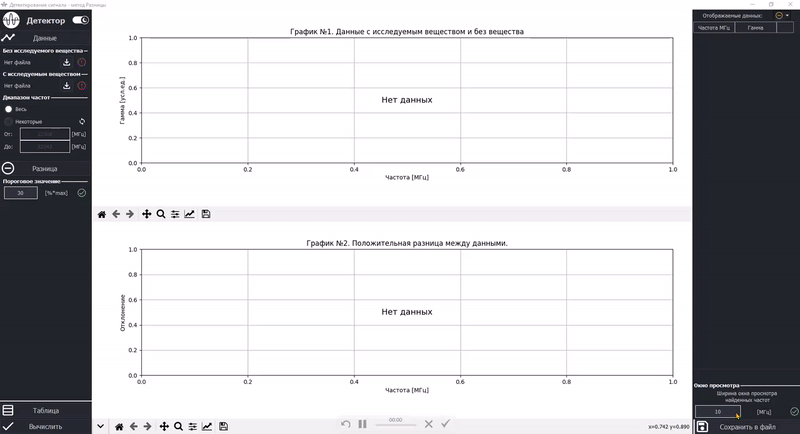 Детектирование сигнала - метод Разницы
Детектор
Данные
Без исследуемого вещества
Нет файла
С исследуемым веществом
Нет файла
Диапазон частот
Весь
Некоторые
От:
[МГц]
До:
[МГц]
Разница
Пороговое значение
30
[%*max]
Таблица
Вычислить
График №1. Данные с исследуемым веществом и без вещества
Гамма [усл.ед.]
1.0
0.8
0.6
0.4
0.2
0.0
Нет данных
0.0 0.2 0.4 0.6 0.8 1.0
Частота [МГц]
График №2. Положительная разница между данными.
Отклонение
1.0
0.8
0.6
0.4
0.2
0.0
Нет данных
0.0 0.2 0.4 0.6 0.8 1.0
Частота [МГц]
00:00
x=0.742 y=0.890
Отображаемые данные:
Частота МГц Гамма
Окно просмотра
Ширина окна просмотра
найденных частот
10
[МГц]
Сохранить в файл